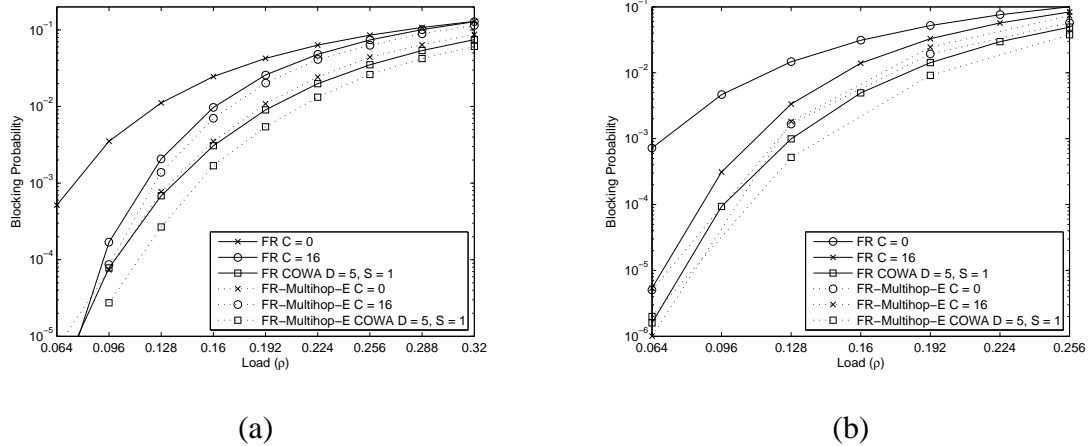 10⁻¹
10⁻²
10⁻³
10⁻⁴
10⁻⁵
Blocking Probability
0.064 0.096 0.128 0.16 0.192 0.224 0.256 0.288 0.32
Load (ρ)
FR C = 0
FR C = 16
FR COWA D = 5, S = 1
FR−Multihop−E C = 0
FR−Multihop−E C = 16
FR−Multihop−E COWA D = 5, S = 1
(a)
10⁻¹
10⁻²
10⁻³
10⁻⁴
10⁻⁵
10⁻⁶
Blocking Probability
0.064 0.096 0.128 0.16 0.192 0.224 0.256
Load (ρ)
FR C = 0
FR C = 16
FR COWA D = 5, S = 1
FR−Multihop−E C = 0
FR−Multihop−E C = 16
FR−Multihop−E COWA D = 5, S = 1
(b)